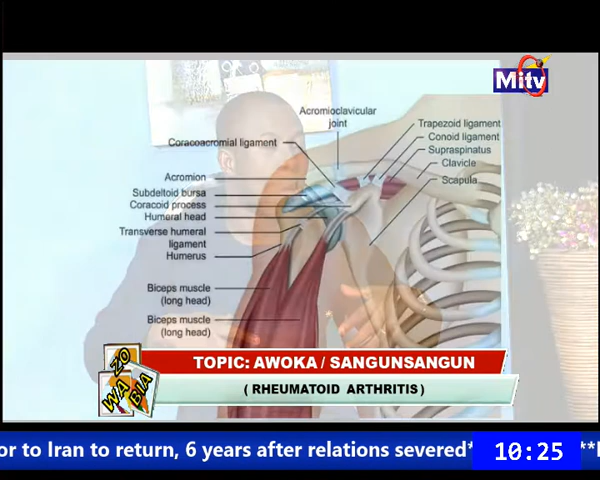 Mitv
Acromioclavicular
joint
Coracoacromial ligament
Acromion
Subdeltoid bursa
Coracoid process
Humeral head
Transverse humeral
ligament
Humerus
Biceps muscle
(long head)
Biceps muscle
(long head)
Trapezoid ligament
Conoid ligament
Supraspinatus
Clavicle
Scapula
WA
ZO
BIA
TOPIC: AWOKA / SANGUNSANGUN
( RHEUMATOID ARTHRITIS )
or to Iran to return, 6 years after relations severed*
10:25
**